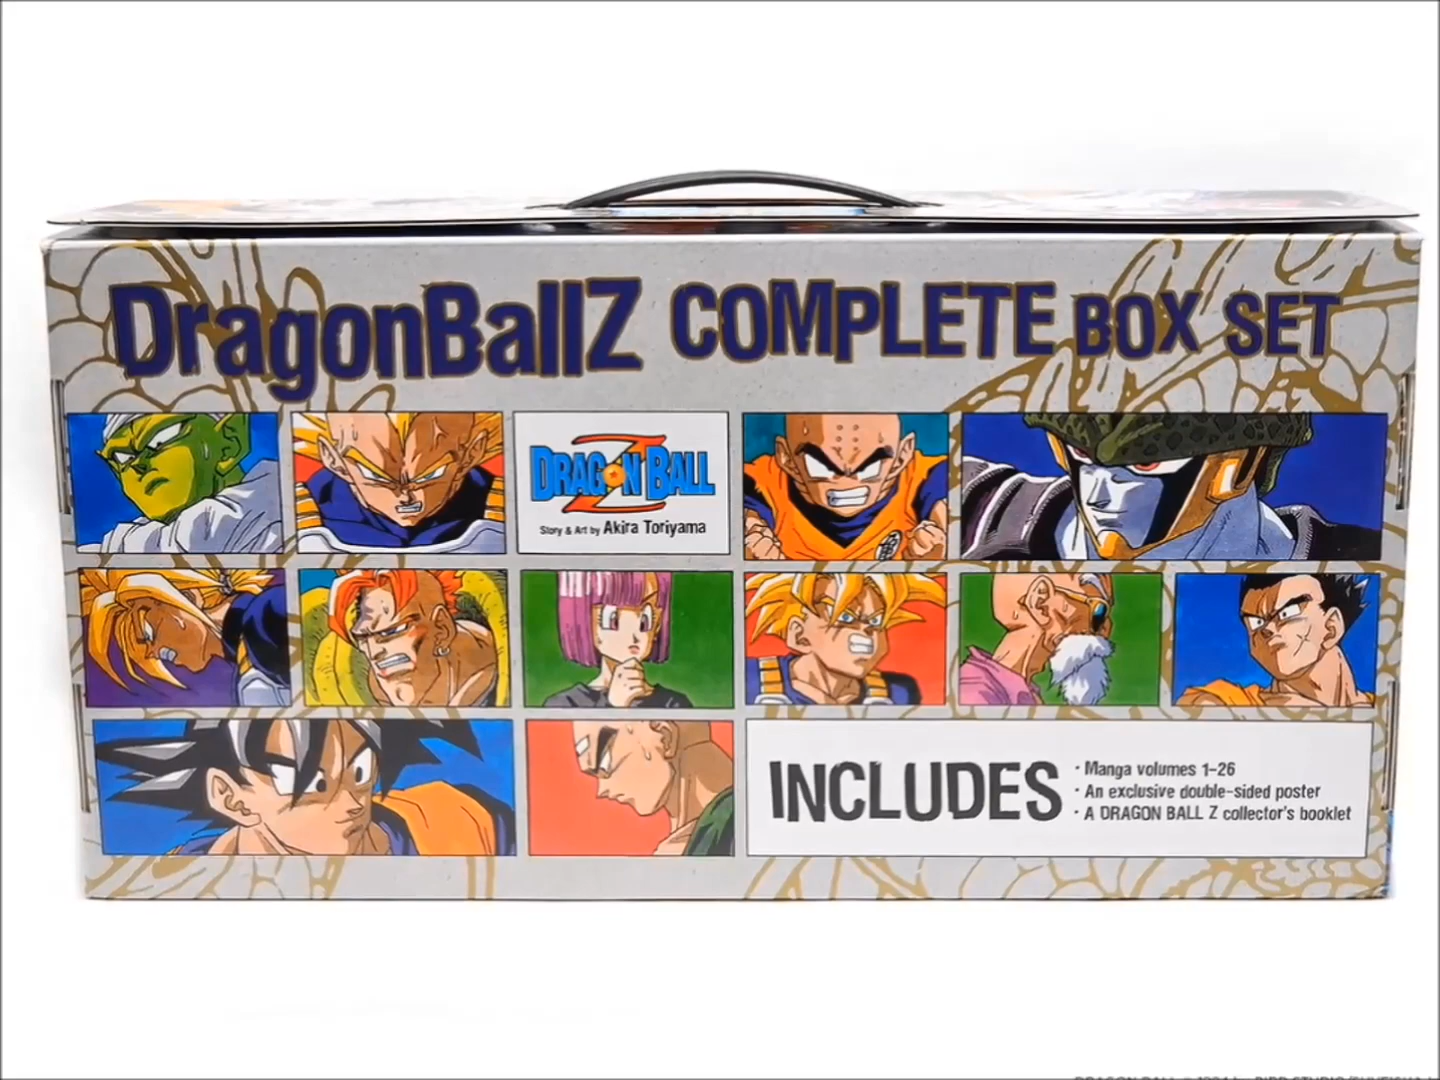 DragonBallZ COMPLETE BOX SET
DRAGON BALL
Z
Story & Art by Akira Toriyama
INCLUDES
· Manga volumes 1-26
· An exclusive double-sided poster
· A DRAGON BALL Z collector's booklet